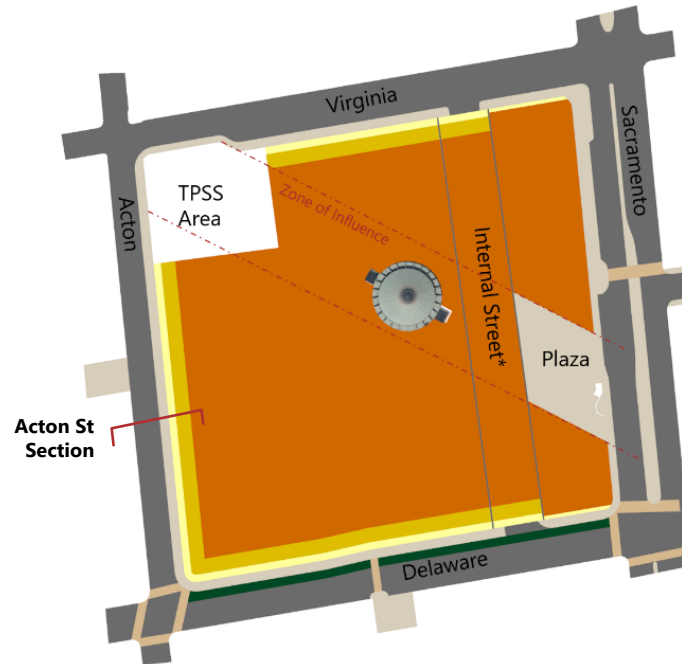 Virginia
Sacramento
Acton
TPSS
Area
Zone of Influence
Internal Street*
Plaza
Acton St
Section
Delaware